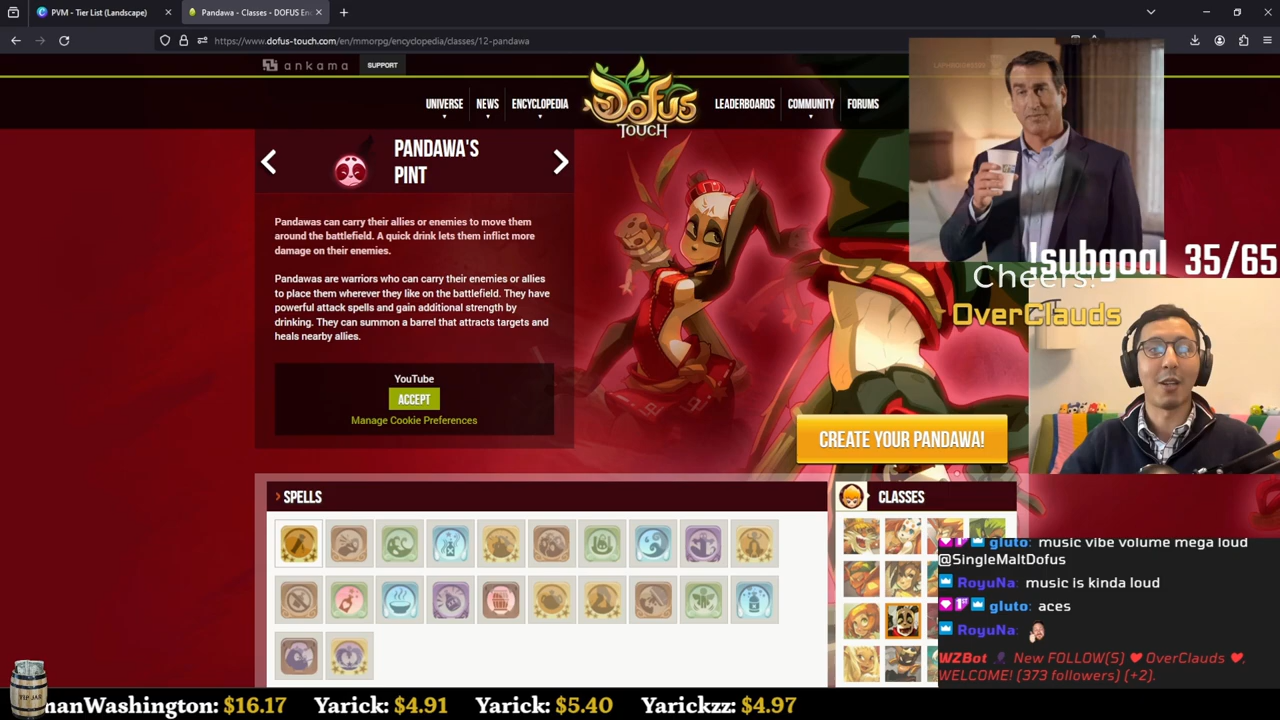 PVM - Tier List (Landscape)
Pandawa - Classes - DOFUS En
https://www.dofus-touch.com/en/mmorpg/encyclopedia/classes/12-pandawa
ankama
SUPPORT
UNIVERSE
NEWS
ENCYCLOPEDIA
DOFUS
TOUCH
LEADERBOARDS
COMMUNITY
FORUMS
PANDAWA'S
PINT
Pandawas can carry their allies or enemies to move them
around the battlefield. A quick drink lets them inflict more
damage on their enemies.
Pandawas are warriors who can carry their enemies or allies
to place them wherever they like on the battlefield. They have
powerful attack spells and gain additional strength by
drinking. They can summon a barrel that attracts targets and
heals nearby allies.
YouTube
ACCEPT
Manage Cookie Preferences
!subgoal 35/65
Cheers!
OverClauds
CREATE YOUR PANDAWA!
SPELLS
CLASSES
gluto: music vibe volume mega loud
@SingleMaltDofus
RoyuNa: music is kinda loud
gluto: aces
RoyuNa:
WZBot New FOLLOW(S) ❤ OverClauds ❤,
WELCOME! (373 followers) (+2).
TIP JAR
manWashington: $16.17 Yarick: $4.91 Yarick: $5.40 Yarickzz: $4.97